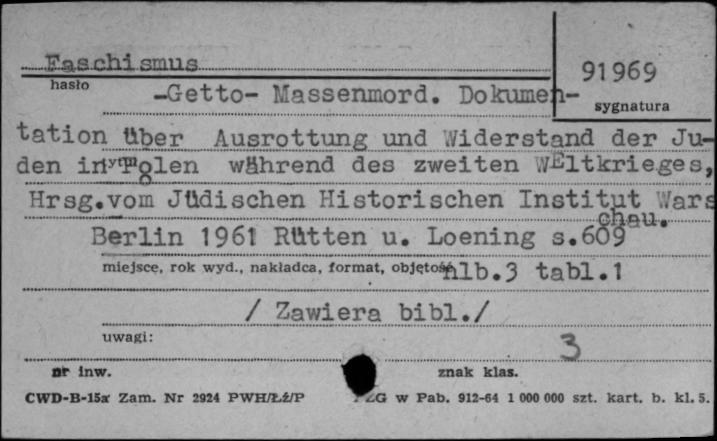 Faschismus
91969
hasło
-Getto- Massenmord. Dokumen-
sygnatura
tation über Ausrottung und Widerstand der Ju-
den in Polen während des zweiten WEltkrieges,
Hrsg.vom Jüdischen Historischen Institut Wars
chau.
Berlin 1961 Rütten u. Loening s.609
miejsce, rok wyd., nakładca, format, objętość
nlb.3 tabl.1
/ Zawiera bibl./
uwagi:
3
nr inw.
znak klas.
CWD-B-15a Zam. Nr 2924 PWH/Łż/P
w Pab. 912-64 1 000 000 szt. kart. b. kl. 5.